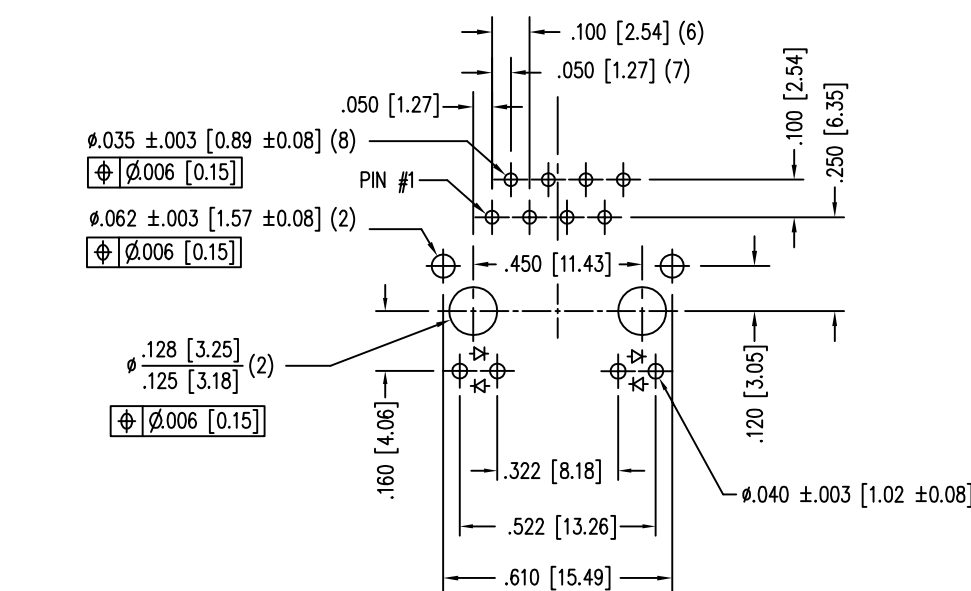 .100 [2.54] (6)
.050 [1.27] (7)
.050 [1.27]
.100 [2.54]
.250 [6.35]
ø.035 ±.003 [0.89 ±0.08] (8)
⌖ Ø.006 [0.15]
PIN #1
ø.062 ±.003 [1.57 ±0.08] (2)
⌖ Ø.006 [0.15]
.450 [11.43]
ø .128 [3.25]
.125 [3.18] (2)
⌖ Ø.006 [0.15]
.120 [3.05]
.160 [4.06]
.322 [8.18]
ø.040 ±.003 [1.02 ±0.08]
.522 [13.26]
.610 [15.49]